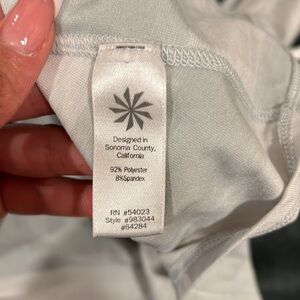 Designed in
Sonoma County,
California
92% Polyester
8%Spandex
RN #54023
Style #983044
#64284